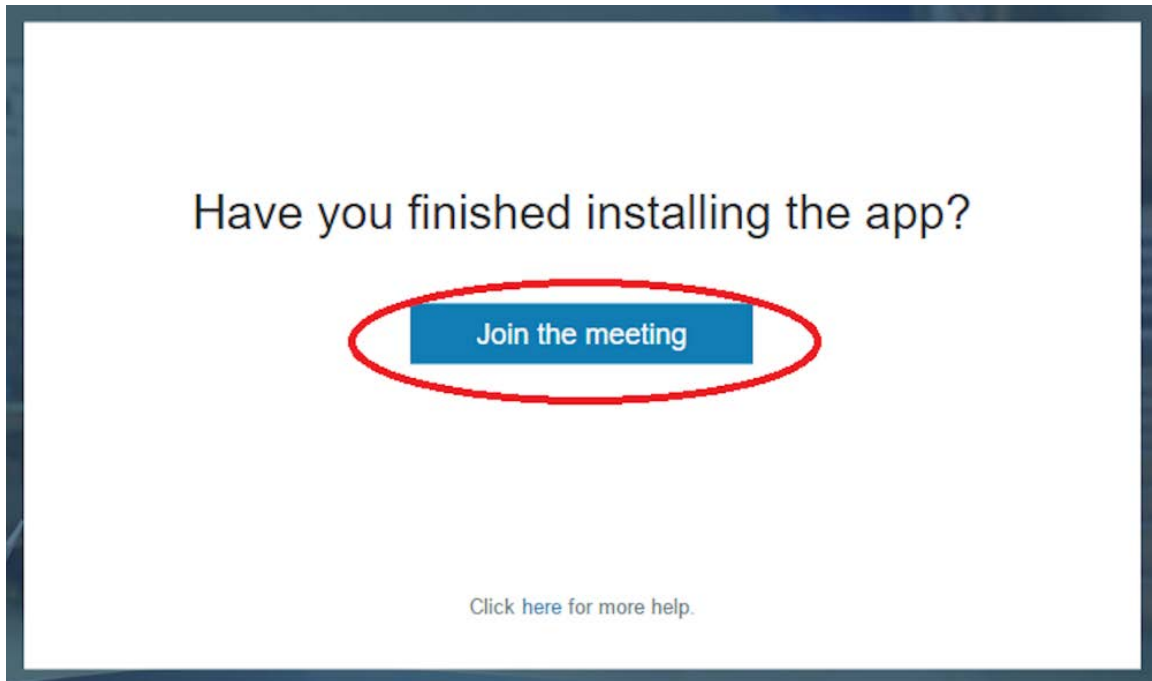 Have you finished installing the app?
Join the meeting
Click here for more help.